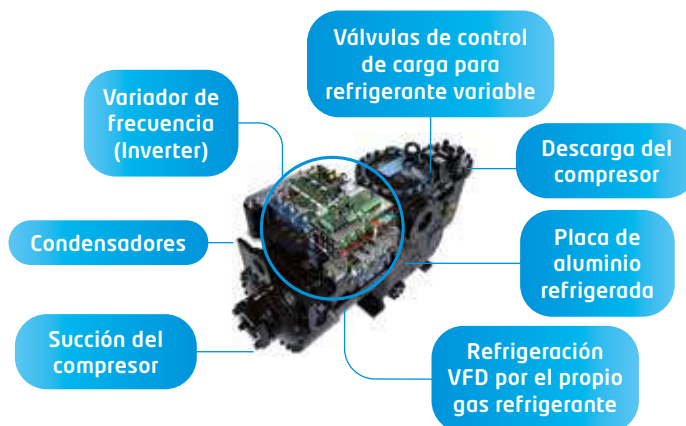 Válvulas de control
de carga para
refrigerante variable
Variador de
frecuencia
(Inverter)
Descarga del
compresor
Condensadores
Placa de
aluminio
refrigerada
Succión del
compresor
Refrigeración
VFD por el propio
gas refrigerante